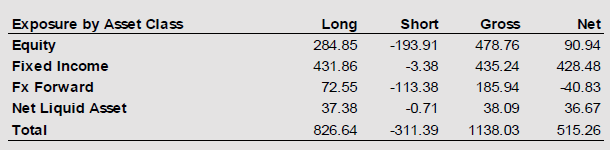 Exposure by Asset Class Long Short Gross Net
Equity 284.85 -193.91 478.76 90.94
Fixed Income 431.86 -3.38 435.24 428.48
Fx Forward 72.55 -113.38 185.94 -40.83
Net Liquid Asset 37.38 -0.71 38.09 36.67
Total 826.64 -311.39 1138.03 515.26